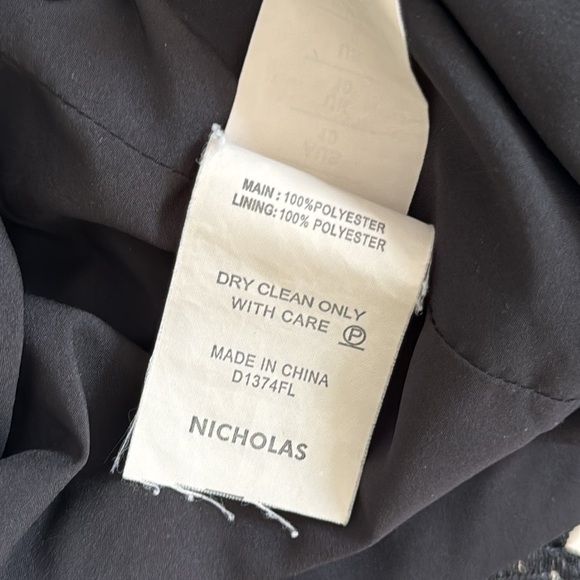 MAIN : 100%POLYESTER
LINING:100% POLYESTER
DRY CLEAN ONLY
WITH CARE P
MADE IN CHINA
D1374FL
NICHOLAS